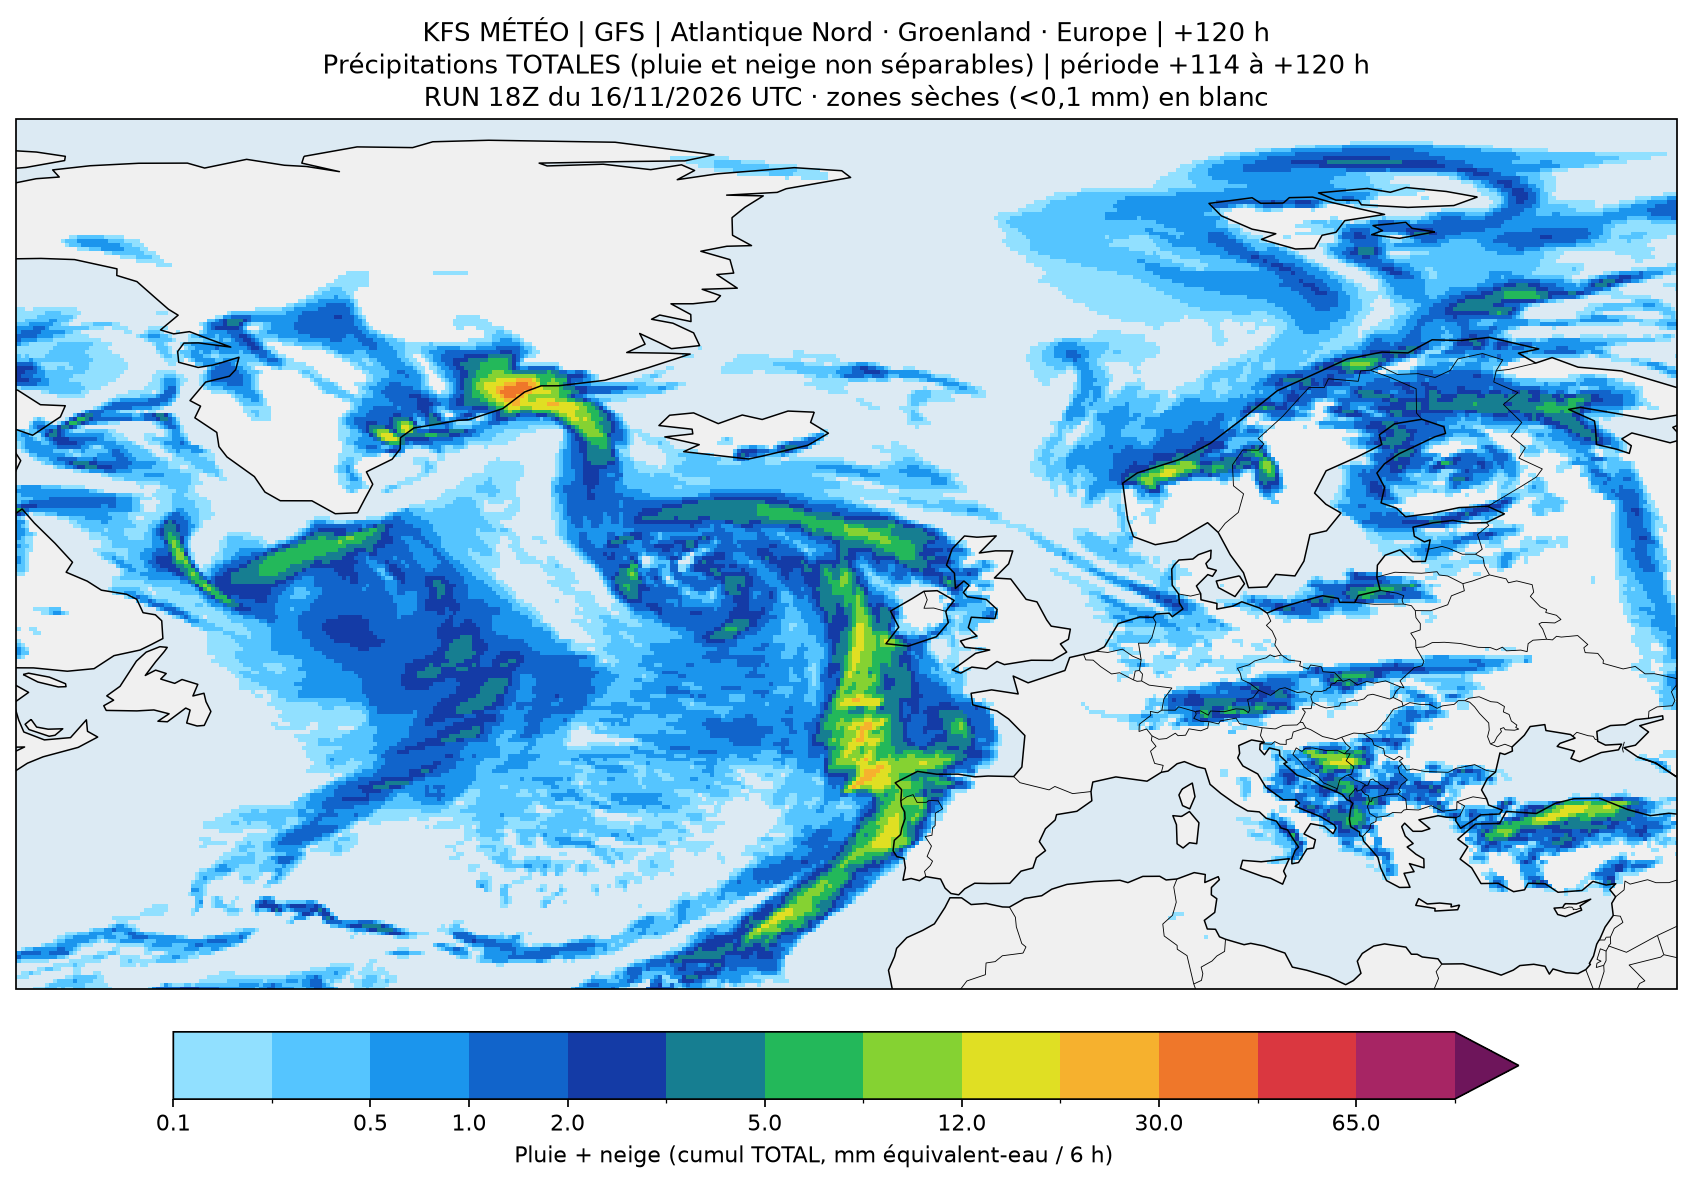 KFS MÉTÉO | GFS | Atlantique Nord · Groenland · Europe | +120 h
Précipitations TOTALES (pluie et neige non séparables) | période +114 à +120 h
RUN 18Z du 16/11/2026 UTC · zones sèches (<0,1 mm) en blanc
0.1 0.5 1.0 2.0 5.0 12.0 30.0 65.0
Pluie + neige (cumul TOTAL, mm équivalent-eau / 6 h)